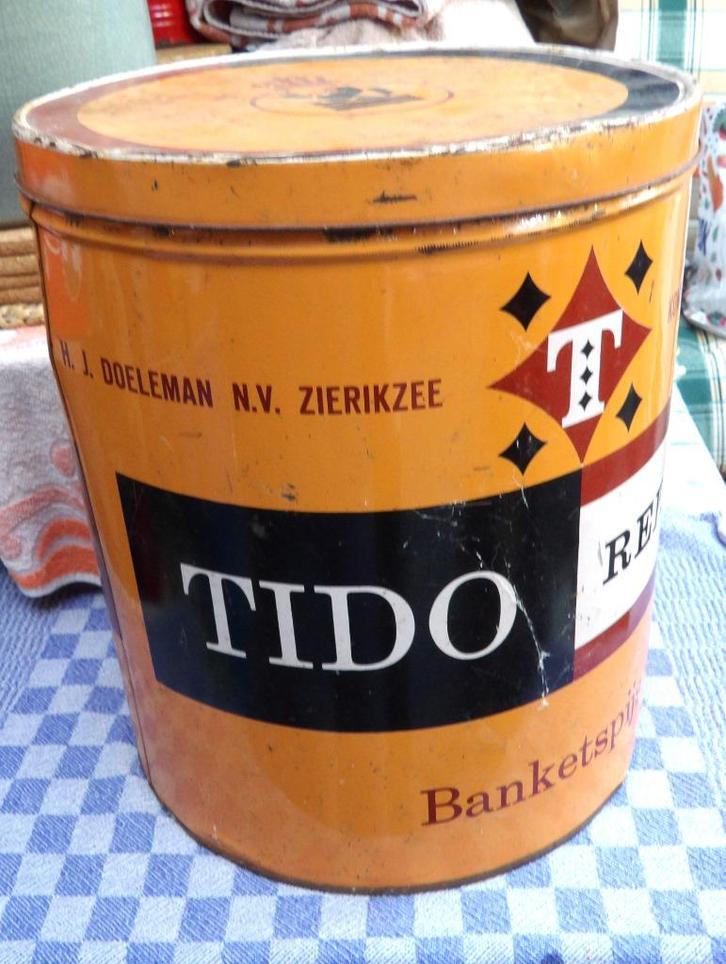 H. J. DOELEMAN N.V. ZIERIKZEE
T
TIDO